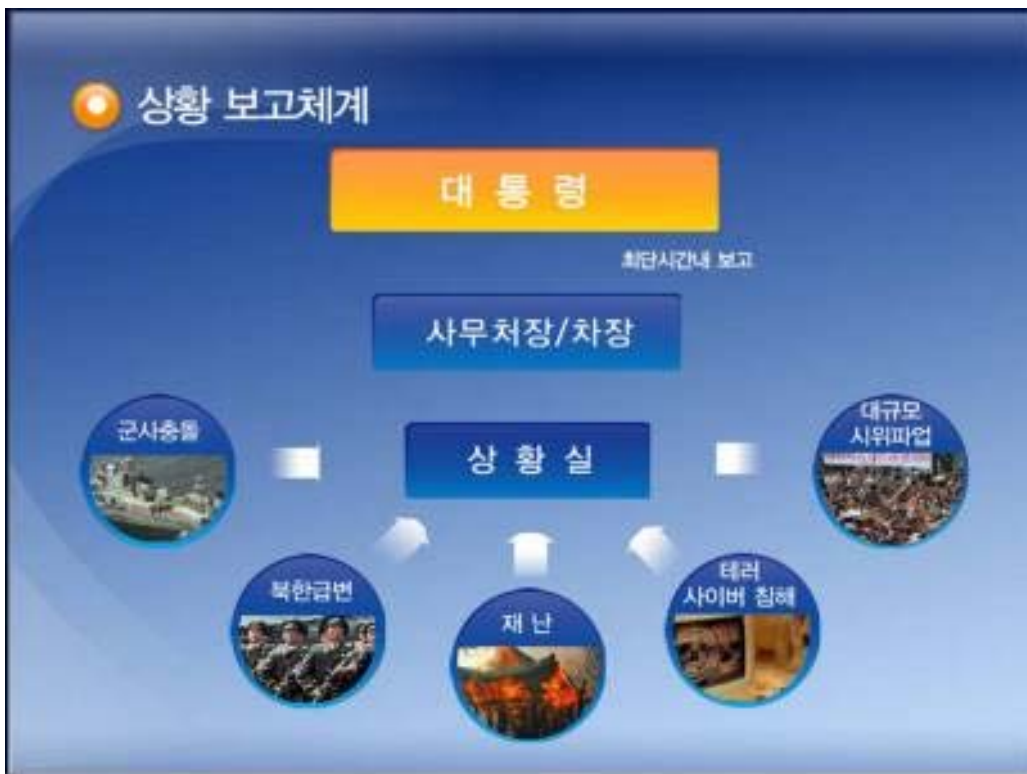 상황 보고체계
대 통 령
최단시간내 보고
사무처장/차장
군사충돌
상 황 실
대규모
시위파업
북한급변
재 난
테러
사이버 침해